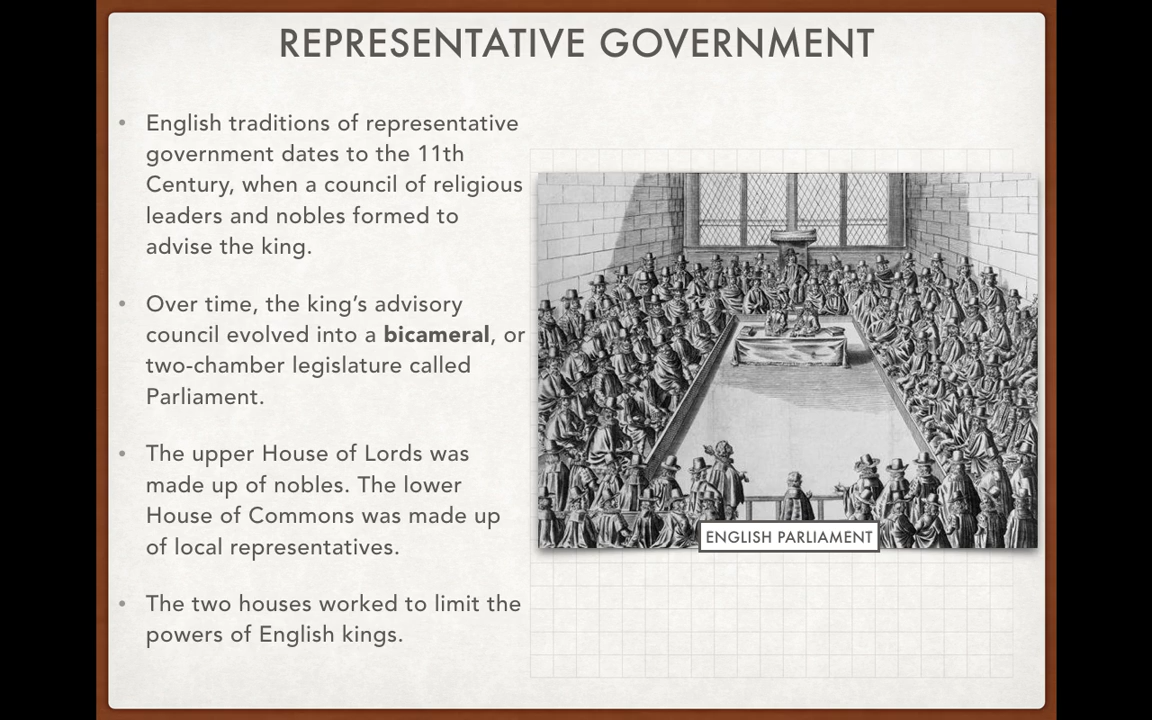 REPRESENTATIVE GOVERNMENT
• English traditions of representative
government dates to the 11th
Century, when a council of religious
leaders and nobles formed to
advise the king.
• Over time, the king’s advisory
council evolved into a bicameral, or
two-chamber legislature called
Parliament.
• The upper House of Lords was
made up of nobles. The lower
House of Commons was made up
of local representatives.
• The two houses worked to limit the
powers of English kings.
ENGLISH PARLIAMENT